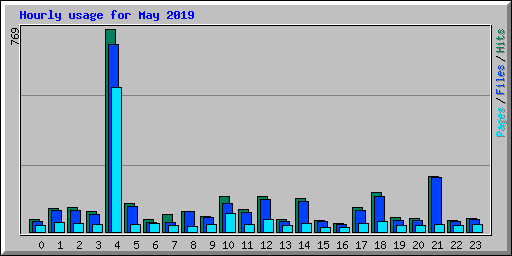 Hourly usage for May 2019
769
Pages/Files/Hits
0 1 2 3 4 5 6 7 8 9 10 11 12 13 14 15 16 17 18 19 20 21 22 23